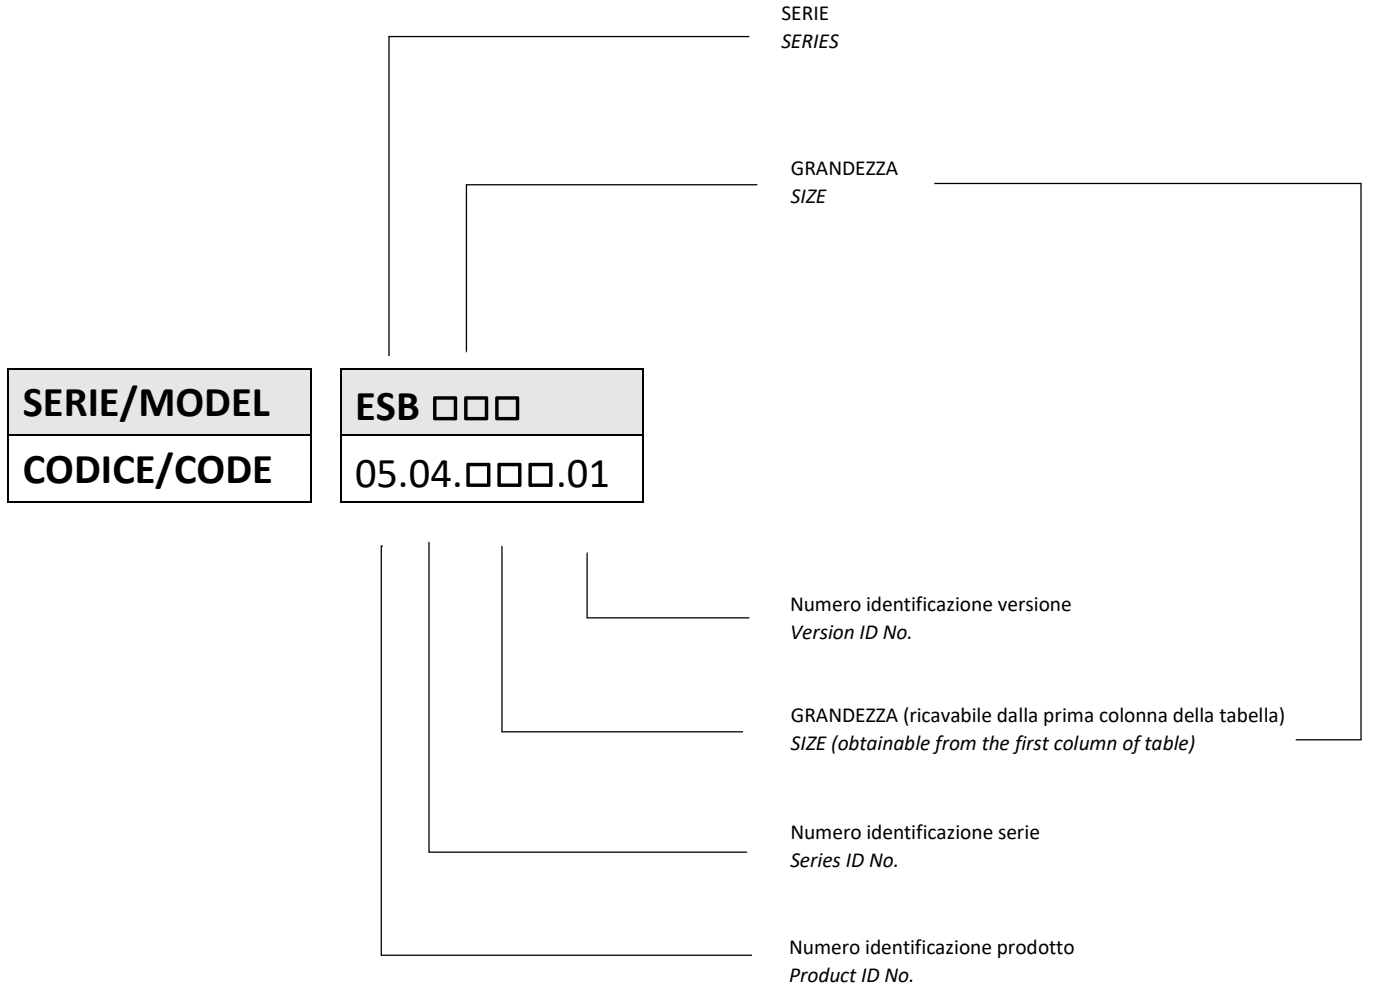 SERIE
SERIES
GRANDEZZA
SIZE
SERIE/MODEL
ESB □□□
CODICE/CODE
05.04.□□□.01
Numero identificazione versione
Version ID No.
GRANDEZZA (ricavabile dalla prima colonna della tabella)
SIZE (obtainable from the first column of table)
Numero identificazione serie
Series ID No.
Numero identificazione prodotto
Product ID No.